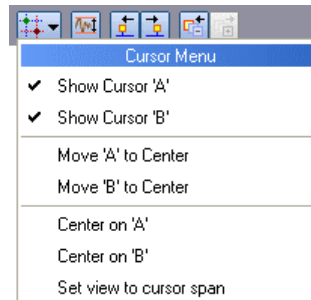 Cursor Menu
Show Cursor 'A'
Show Cursor 'B'
Move 'A' to Center
Move 'B' to Center
Center on 'A'
Center on 'B'
Set view to cursor span